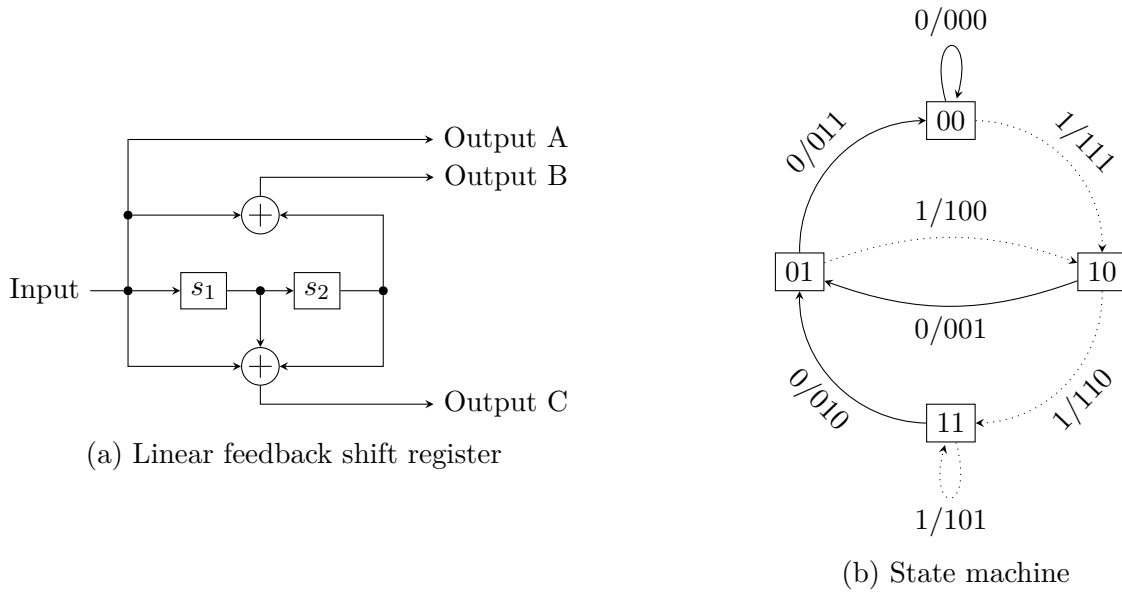 Output A
Output B
Input
s₁
s₂
Output C
(a) Linear feedback shift register
0/000
00
0/011
1/111
1/100
01
10
0/001
0/010
1/110
11
1/101
(b) State machine